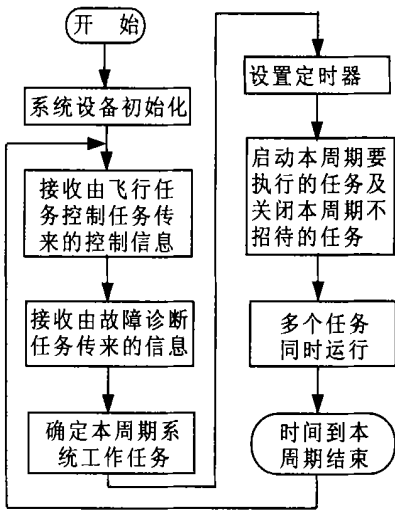 开 始
系统设备初始化
接收由飞行任
务控制任务传
来的控制信息
接收由故障诊断
任务传来的信息
确定本周期系
统工作任务
设置定时器
启动本周期要
执行的任务及
关闭本周期不
招待的任务
多个任务
同时运行
时间到本
周期结束